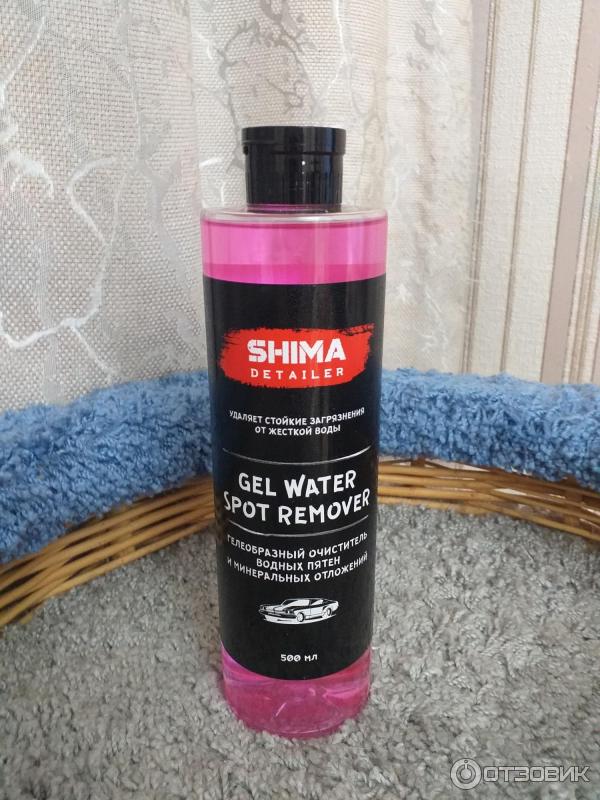 SHIMA
DETAILER
УДАЛЯЕТ СТОЙКИЕ ЗАГРЯЗНЕНИЯ
ОТ ЖЕСТКОЙ ВОДЫ
GEL WATER
SPOT REMOVER
ГЕЛЕОБРАЗНЫЙ ОЧИСТИТЕЛЬ
ВОДНЫХ ПЯТЕН
И МИНЕРАЛЬНЫХ ОТЛОЖЕНИЙ
500 МЛ
ОТЗОВИК